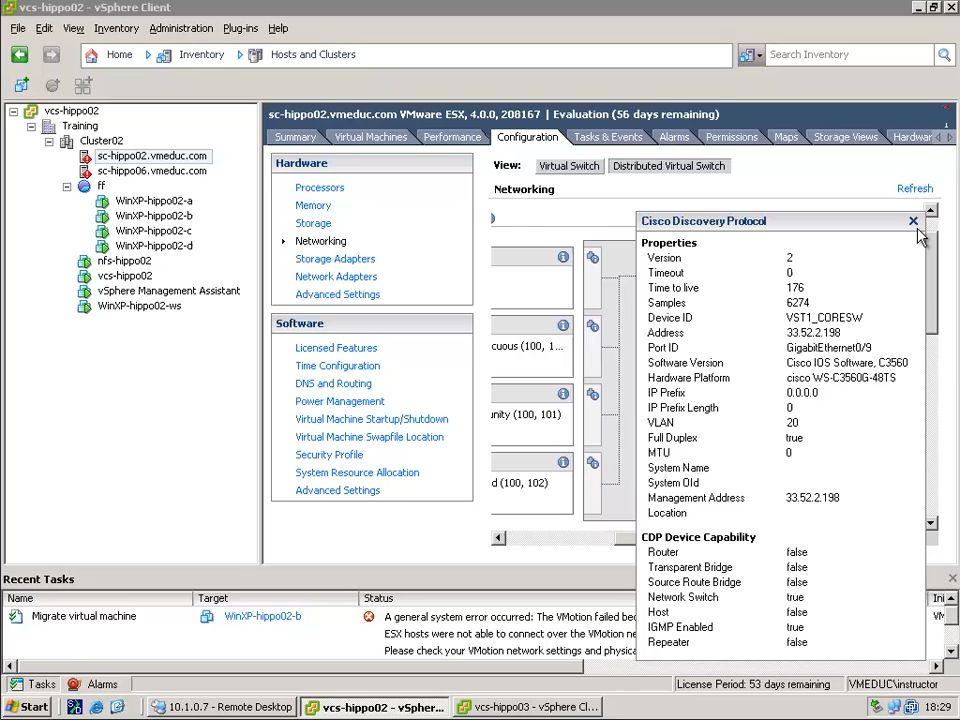 vcs-hippo02 - vSphere Client
File Edit View Inventory Administration Plug-ins Help
Home Inventory Hosts and Clusters Search Inventory
vcs-hippo02
Training
Cluster02
sc-hippo02.vmeduc.com
sc-hippo06.vmeduc.com
ff
WinXP-hippo02-a
WinXP-hippo02-b
WinXP-hippo02-c
WinXP-hippo02-d
nfs-hippo02
vcs-hippo02
vSphere Management Assistant
WinXP-hippo02-ws
sc-hippo02.vmeduc.com VMware ESX, 4.0.0, 208167 | Evaluation (56 days remaining)
Summary Virtual Machines Performance Configuration Tasks & Events Alarms Permissions Maps Storage Views Hardwar
Hardware
Processors
Memory
Storage
Networking
Storage Adapters
Network Adapters
Advanced Settings
Software
Licensed Features
Time Configuration
DNS and Routing
Power Management
Virtual Machine Startup/Shutdown
Virtual Machine Swapfile Location
Security Profile
System Resource Allocation
Advanced Settings
View: Virtual Switch Distributed Virtual Switch
Networking Refresh
cuous (100, 1...
unity (100, 101)
d (100, 102)
Cisco Discovery Protocol
Properties
Version 2
Timeout 0
Time to live 176
Samples 6274
Device ID VST1_CORESW
Address 33.52.2.198
Port ID GigabitEthernet0/9
Software Version Cisco IOS Software, C3560
Hardware Platform cisco WS-C3560G-48TS
IP Prefix 0.0.0.0
IP Prefix Length 0
VLAN 20
Full Duplex true
MTU 0
System Name
System OId
Management Address 33.52.2.198
Location
CDP Device Capability
Router false
Transparent Bridge false
Source Route Bridge false
Network Switch true
Host false
IGMP Enabled true
Repeater false
Recent Tasks
Name Target Status Ini
Migrate virtual machine WinXP-hippo02-b A general system error occurred: The VMotion failed bec VM
ESX hosts were not able to connect over the VMotion ne
Please check your VMotion network settings and physica
Tasks Alarms License Period: 53 days remaining VMEDUC\instructor
Start 10.1.0.7 - Remote Desktop vcs-hippo02 - vSpher... vcs-hippo03 - vSphere Cl... 18:29